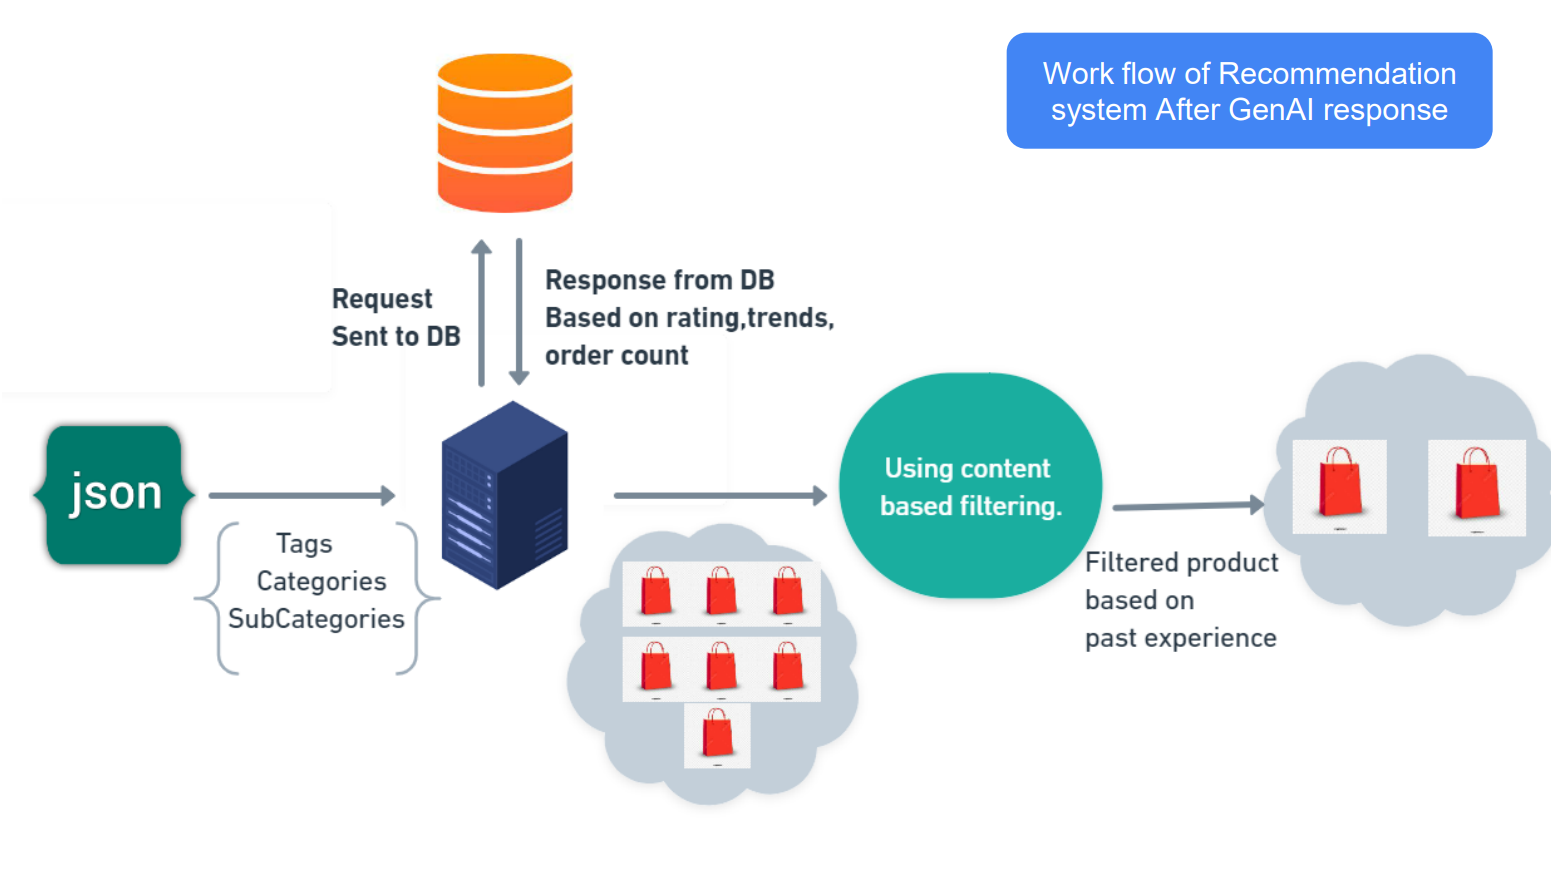 Work flow of Recommendation
system After GenAI response
Request
Sent to DB
Response from DB
Based on rating,trends,
order count
json
Tags
Categories
SubCategories
Using content
based filtering.
Filtered product
based on
past experience